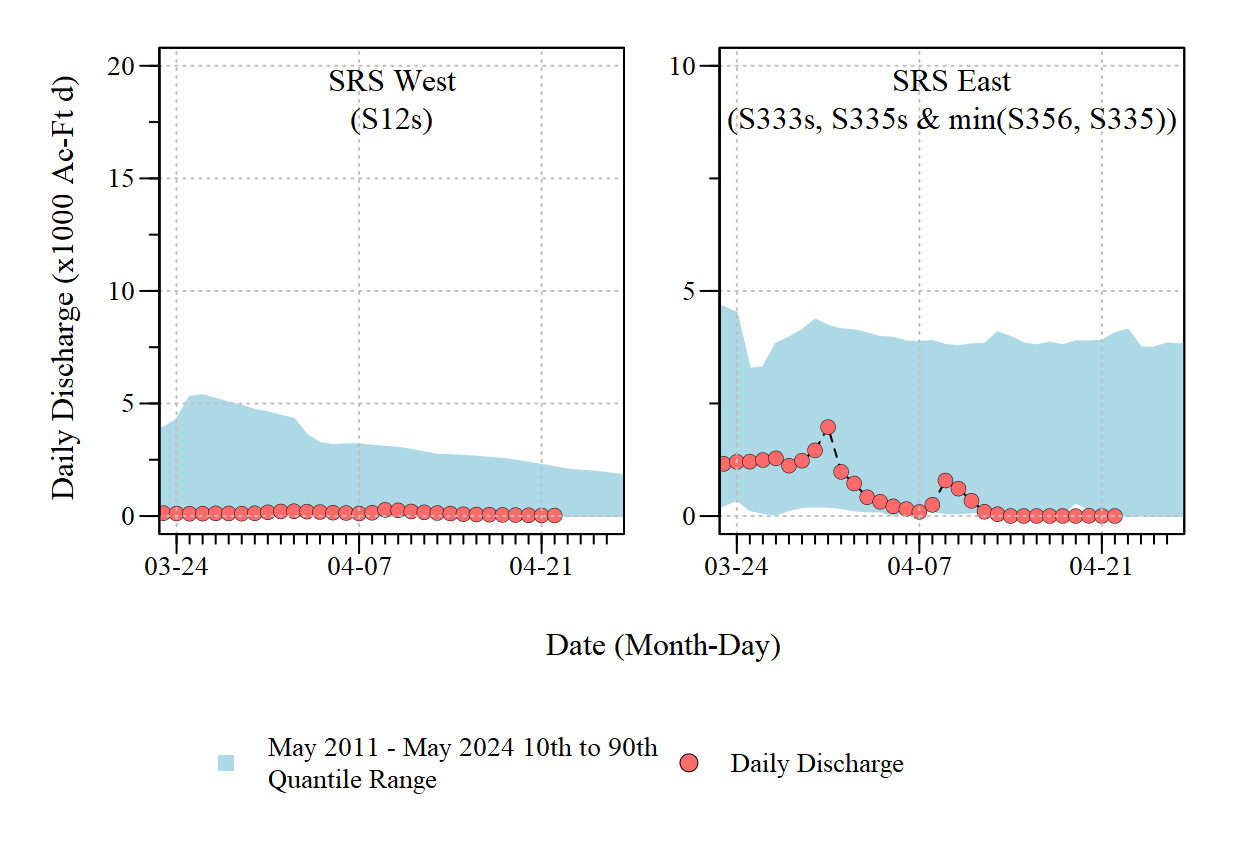 SRS West
(S12s)
20
15
10
5
0
Daily Discharge (x1000 Ac-Ft d)
03-24
04-07
04-21
SRS East
(S333s, S335s & min(S356, S335))
10
5
0
03-24
04-07
04-21
Date (Month-Day)
May 2011 - May 2024 10th to 90th
Quantile Range
Daily Discharge